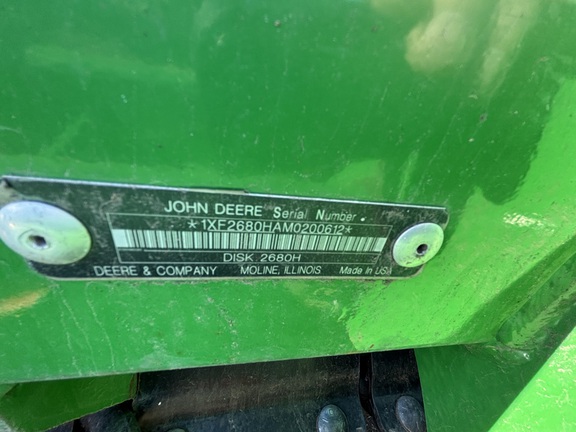 JOHN DEERE Serial Number
*1XF2680HAM0200612*
DISK 2680H
DEERE & COMPANY MOLINE, ILLINOIS Made in USA